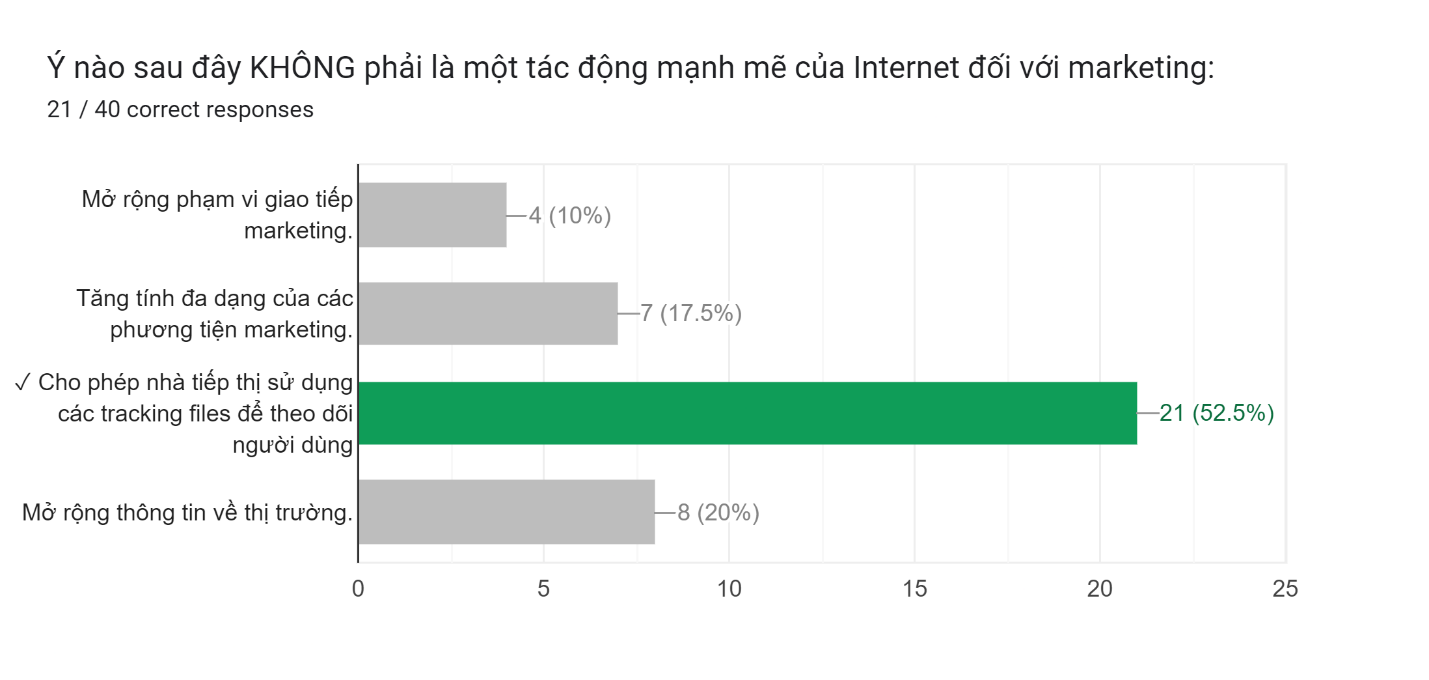 Ý nào sau đây KHÔNG phải là một tác động mạnh mẽ của Internet đối với marketing:
21 / 40 correct responses
Mở rộng phạm vi giao tiếp
marketing.
4 (10%)
Tăng tính đa dạng của các
phương tiện marketing.
7 (17.5%)
✓ Cho phép nhà tiếp thị sử dụng
các tracking files để theo dõi
người dùng
21 (52.5%)
Mở rộng thông tin về thị trường.
8 (20%)
0 5 10 15 20 25